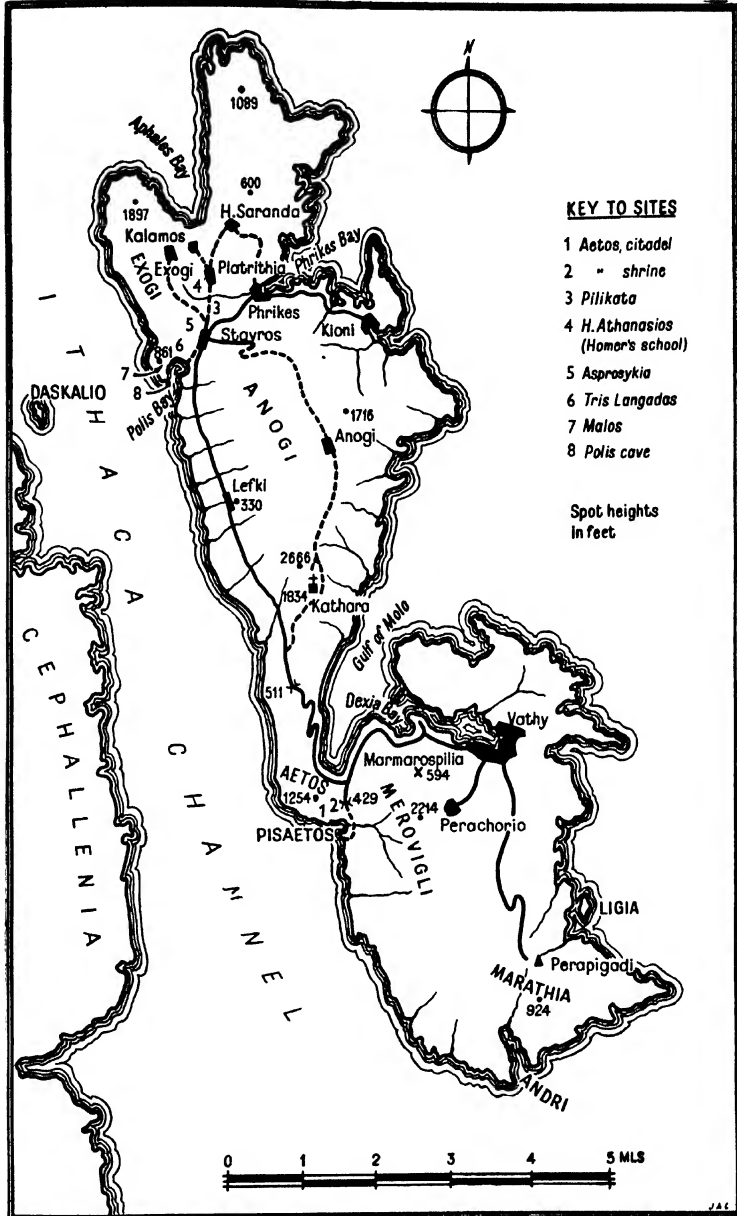 N
1089
Aphales Bay
600
1897
H. Saranda
Kalamos
EXOGI
Exogi
Platrithia
Phrikes Bay
4
3
Phrikes
5
Stavros
Kioni
6
861
7
8
Polis Bay
DASKALIO
ITHACA CHANNEL
ANOGI
1716
Anogi
Lefki
330
2666
1834
Kathara
Gulf of Molo
511
Dexia Bay
Vathy
Marmarospilia
594
AETOS
1254
1
2
429
MEROVIGLI
2214
Perachorio
PISAETOS
CEPHALLENIA
LIGIA
Perapigadi
MARATHIA
924
ANDRI
KEY TO SITES
1 Aetos, citadel
2 " shrine
3 Pilikata
4 H. Athanasios
(Homer's school)
5 Asprosykia
6 Tris Langadas
7 Malos
8 Polis cave
Spot heights
in feet
0 1 2 3 4 5 MLS
JAC